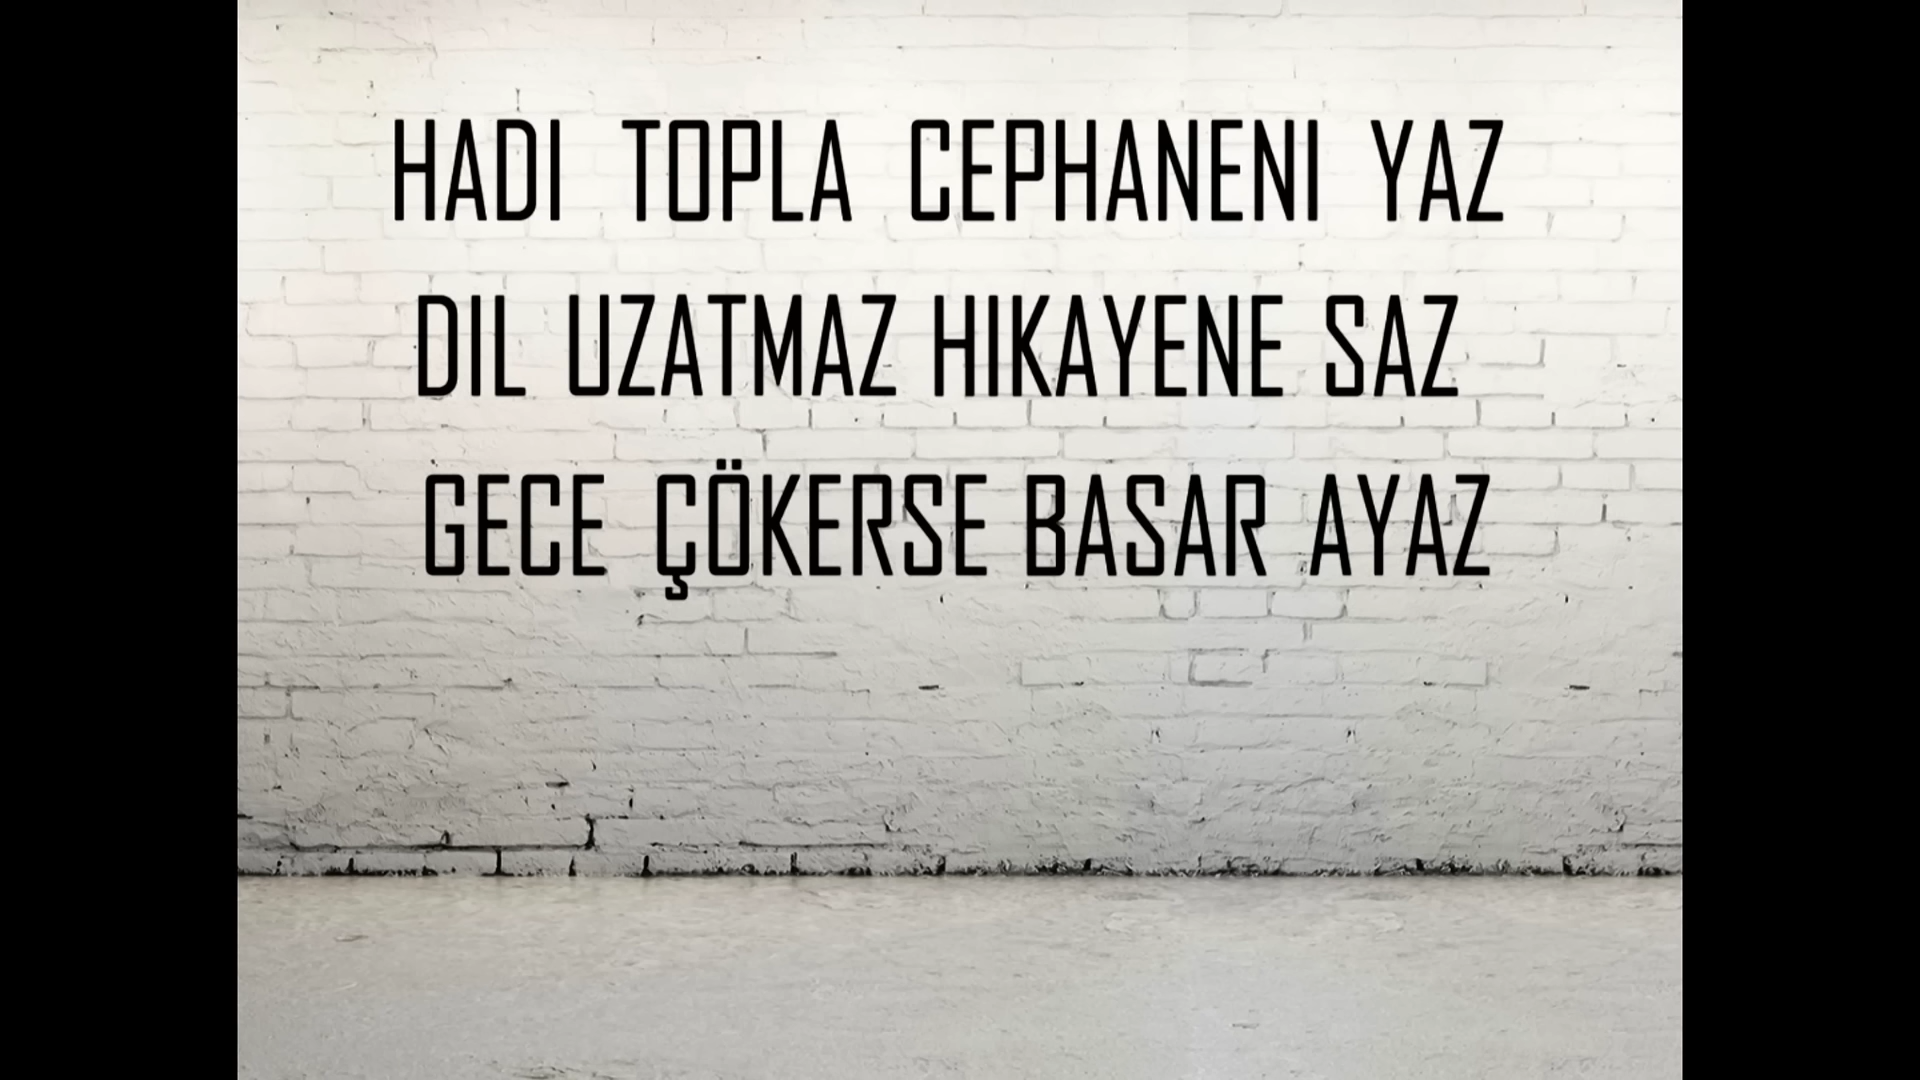 HADI TOPLA CEPHANENI YAZ
DIL UZATMAZ HIKAYENE SAZ
GECE ÇÖKERSE BASAR AYAZ